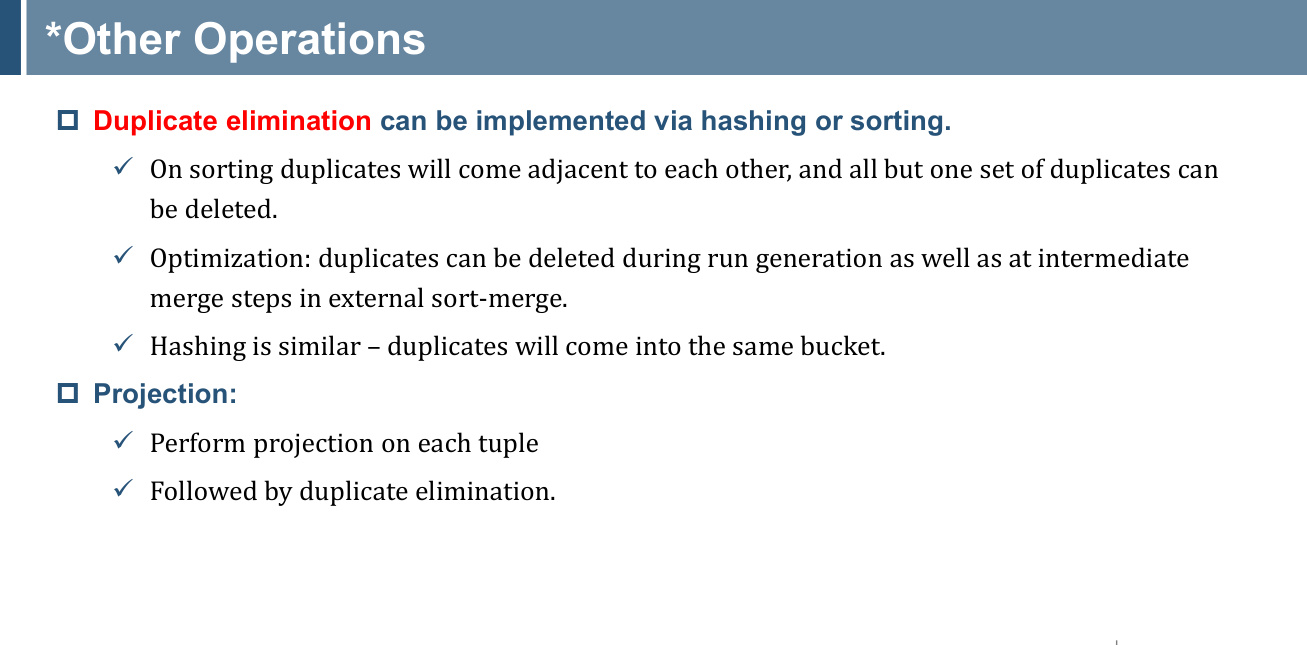 *Other Operations
Duplicate elimination can be implemented via hashing or sorting.
On sorting duplicates will come adjacent to each other, and all but one set of duplicates can
be deleted.
Optimization: duplicates can be deleted during run generation as well as at intermediate
merge steps in external sort-merge.
Hashing is similar – duplicates will come into the same bucket.
Projection:
Perform projection on each tuple
Followed by duplicate elimination.